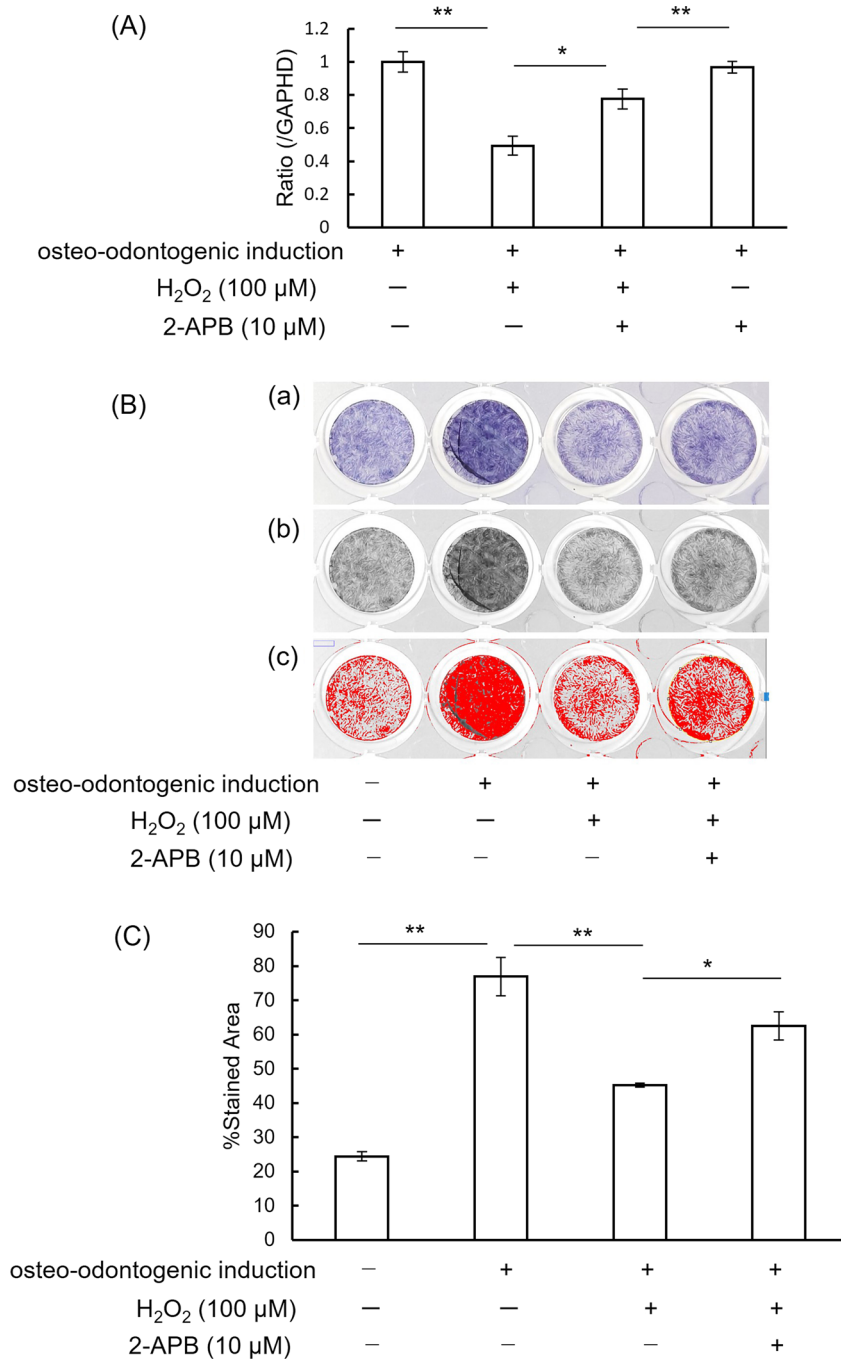 (A)
Ratio (/GAPHD)
1.2
1
0.8
0.6
0.4
0.2
0
** * **
osteo-odontogenic induction + + + +
H₂O₂ (100 μM) — + + —
2-APB (10 μM) — — + +
(B)
(a)
(b)
(c)
osteo-odontogenic induction — + + +
H₂O₂ (100 μM) — — + +
2-APB (10 μM) — — — +
(C)
%Stained Area
90
80
70
60
50
40
30
20
10
0
** ** *
osteo-odontogenic induction — + + +
H₂O₂ (100 μM) — — + +
2-APB (10 μM) — — — +